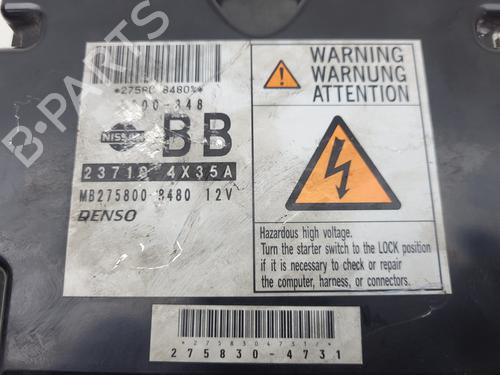 *275800 8480%*
WARNING
WARNUNG
ATTENTION
NISSAN
BB
23710 4X35A
MB275800-8480 12V
DENSO
Hazardous high voltage.
Turn the starter switch to the LOCK position
if it is necessary to check or repair
the computer, harness, or connectors.
*2758304731/*
275830-4731
B-PARTS